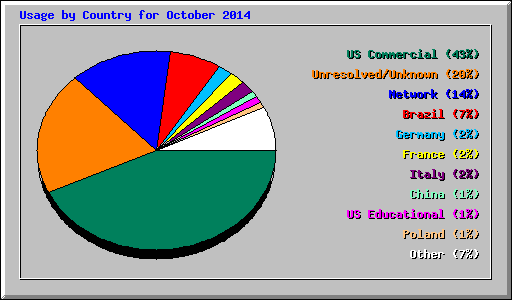 Usage by Country for October 2014
US Commercial (43%)
Unresolved/Unknown (20%)
Network (14%)
Brazil (7%)
Germany (2%)
France (2%)
Italy (2%)
China (1%)
US Educational (1%)
Poland (1%)
Other (7%)